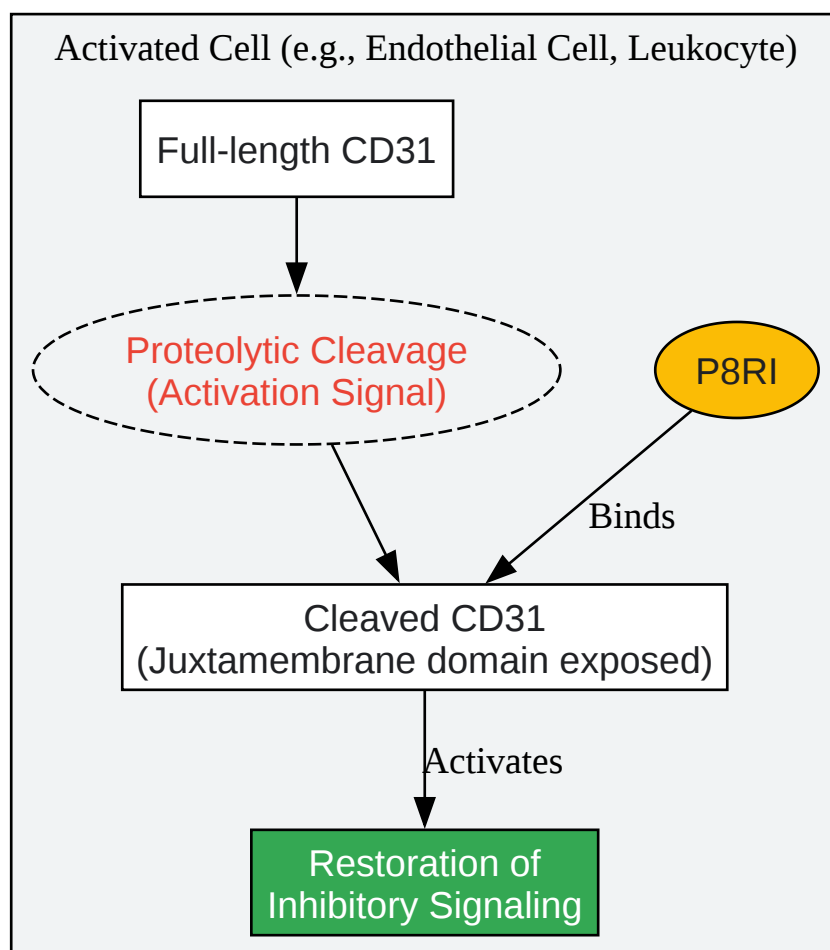 Activated Cell (e.g., Endothelial Cell, Leukocyte)
Full-length CD31
Proteolytic Cleavage
(Activation Signal)
P8RI
Binds
Cleaved CD31
(Juxtamembrane domain exposed)
Activates
Restoration of
Inhibitory Signaling